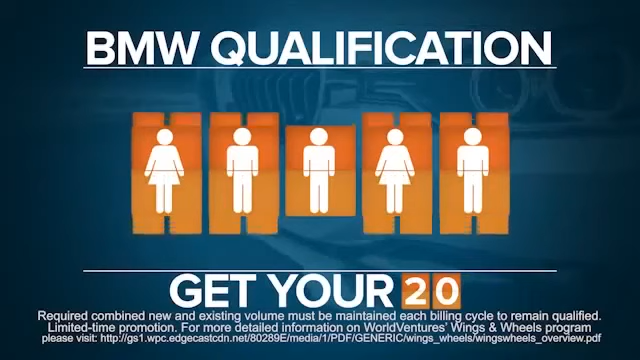 BMW QUALIFICATION
GET YOUR 20
Required combined new and existing volume must be maintained each billing cycle to remain qualified.
Limited-time promotion. For more detailed information on WorldVentures' Wings & Wheels program
please visit: http://gs1.wpc.edgecastcdn.net/80289E/media/1/PDF/GENERIC/wings_wheels/wingswheels_overview.pdf